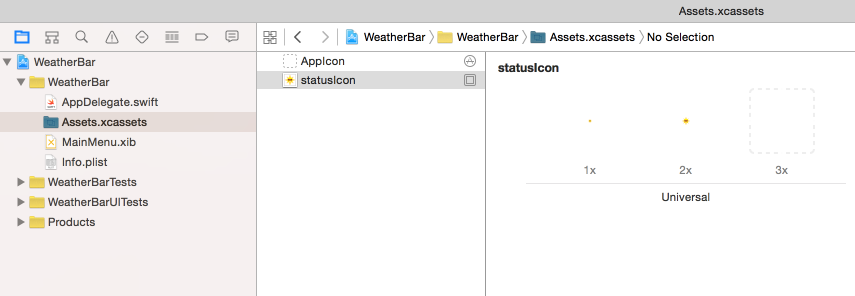 Assets.xcassets
WeatherBar WeatherBar Assets.xcassets No Selection
WeatherBar
WeatherBar
AppDelegate.swift
Assets.xcassets
MainMenu.xib
Info.plist
WeatherBarTests
WeatherBarUITests
Products
AppIcon
statusIcon
statusIcon
1x 2x 3x
Universal